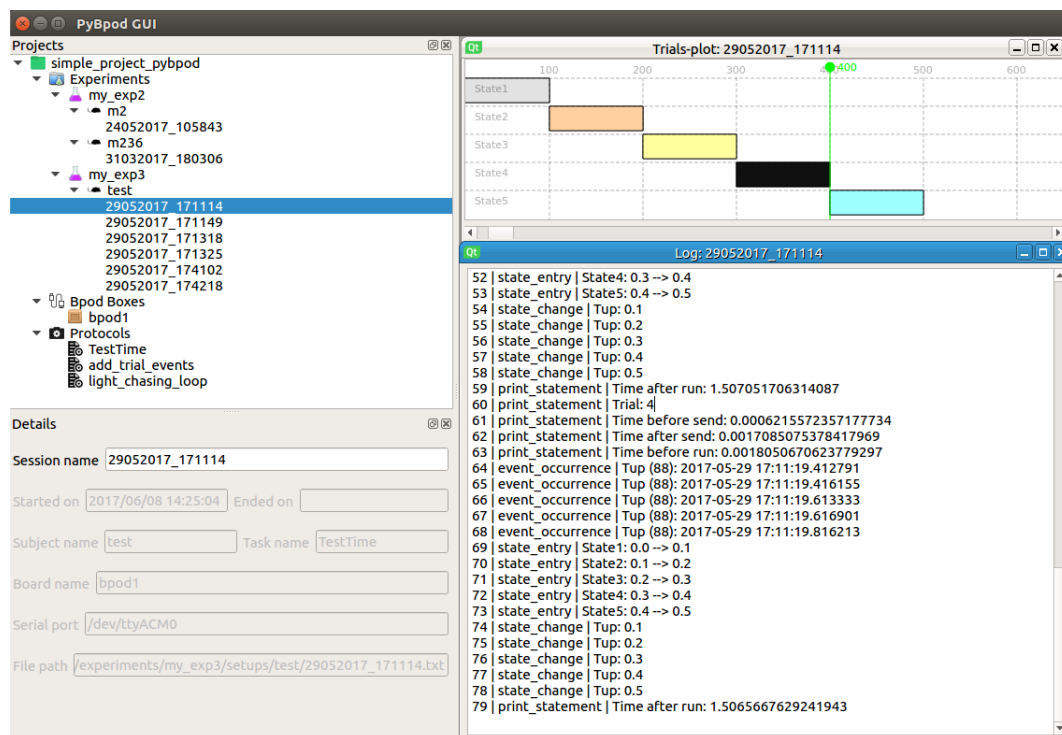 PyBpod GUI
Projects
simple_project_pybpod
Experiments
my_exp2
m2
24052017_105843
m236
31032017_180306
my_exp3
test
29052017_171114
29052017_171149
29052017_171318
29052017_171325
29052017_174102
29052017_174218
Bpod Boxes
bpod1
Protocols
TestTime
add_trial_events
light_chasing_loop
Details
Session name 29052017_171114
Started on 2017/06/08 14:25:04 Ended on
Subject name test Task name TestTime
Board name bpod1
Serial port /dev/ttyACM0
File path /experiments/my_exp3/setups/test/29052017_171114.txt
Qt Trials-plot: 29052017_171114
100 200 300 400 500 600
State1
State2
State3
State4
State5
Qt Log: 29052017_171114
52 | state_entry | State4: 0.3 --> 0.4
53 | state_entry | State5: 0.4 --> 0.5
54 | state_change | Tup: 0.1
55 | state_change | Tup: 0.2
56 | state_change | Tup: 0.3
57 | state_change | Tup: 0.4
58 | state_change | Tup: 0.5
59 | print_statement | Time after run: 1.507051706314087
60 | print_statement | Trial: 4
61 | print_statement | Time before send: 0.0006215572357177734
62 | print_statement | Time after send: 0.0017085075378417969
63 | print_statement | Time before run: 0.0018050670623779297
64 | event_occurrence | Tup (88): 2017-05-29 17:11:19.412791
65 | event_occurrence | Tup (88): 2017-05-29 17:11:19.416155
66 | event_occurrence | Tup (88): 2017-05-29 17:11:19.613333
67 | event_occurrence | Tup (88): 2017-05-29 17:11:19.616901
68 | event_occurrence | Tup (88): 2017-05-29 17:11:19.816213
69 | state_entry | State1: 0.0 --> 0.1
70 | state_entry | State2: 0.1 --> 0.2
71 | state_entry | State3: 0.2 --> 0.3
72 | state_entry | State4: 0.3 --> 0.4
73 | state_entry | State5: 0.4 --> 0.5
74 | state_change | Tup: 0.1
75 | state_change | Tup: 0.2
76 | state_change | Tup: 0.3
77 | state_change | Tup: 0.4
78 | state_change | Tup: 0.5
79 | print_statement | Time after run: 1.5065667629241943